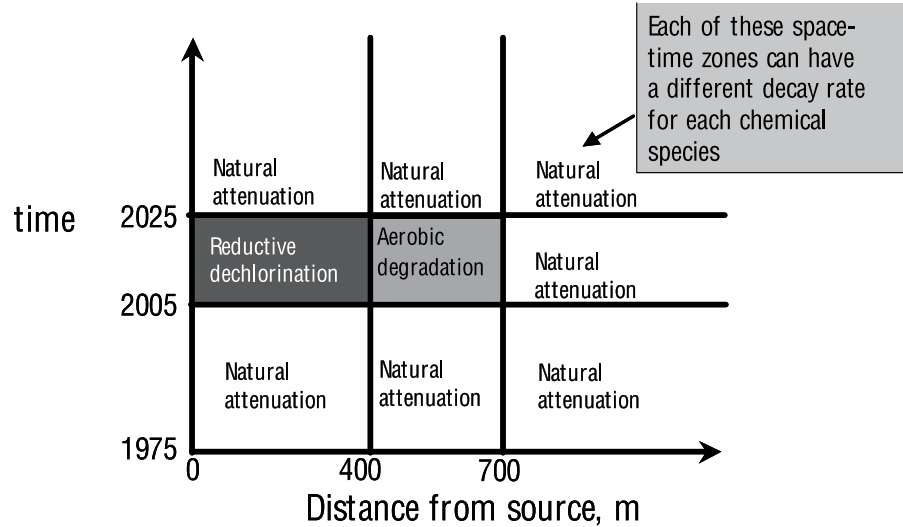 Each of these space-
time zones can have
a different decay rate
for each chemical
species
Natural
attenuation
Natural
attenuation
Natural
attenuation
time
2025
Reductive
dechlorination
Aerobic
degradation
Natural
attenuation
2005
Natural
attenuation
Natural
attenuation
Natural
attenuation
1975
0
400
700
Distance from source, m